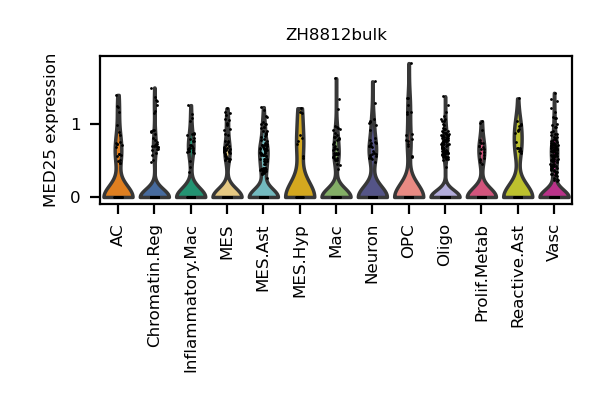 ZH8812bulk
MED25 expression
1
0
AC
Chromatin.Reg
Inflammatory.Mac
MES
MES.Ast
MES.Hyp
Mac
Neuron
OPC
Oligo
Prolif.Metab
Reactive.Ast
Vasc